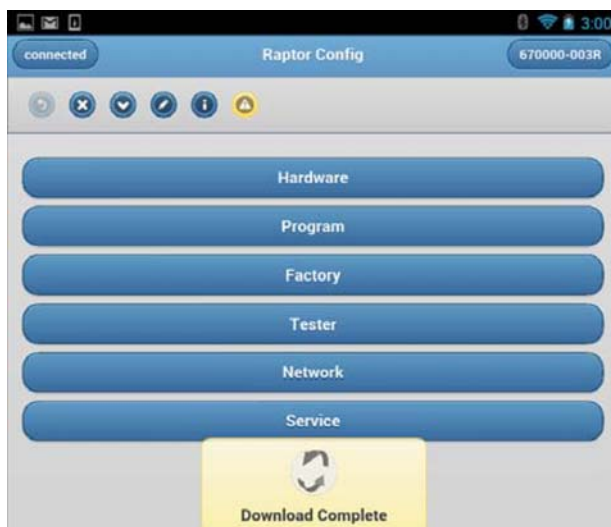 3:00
connected
Raptor Config
670000-003R
Hardware
Program
Factory
Tester
Network
Service
Download Complete